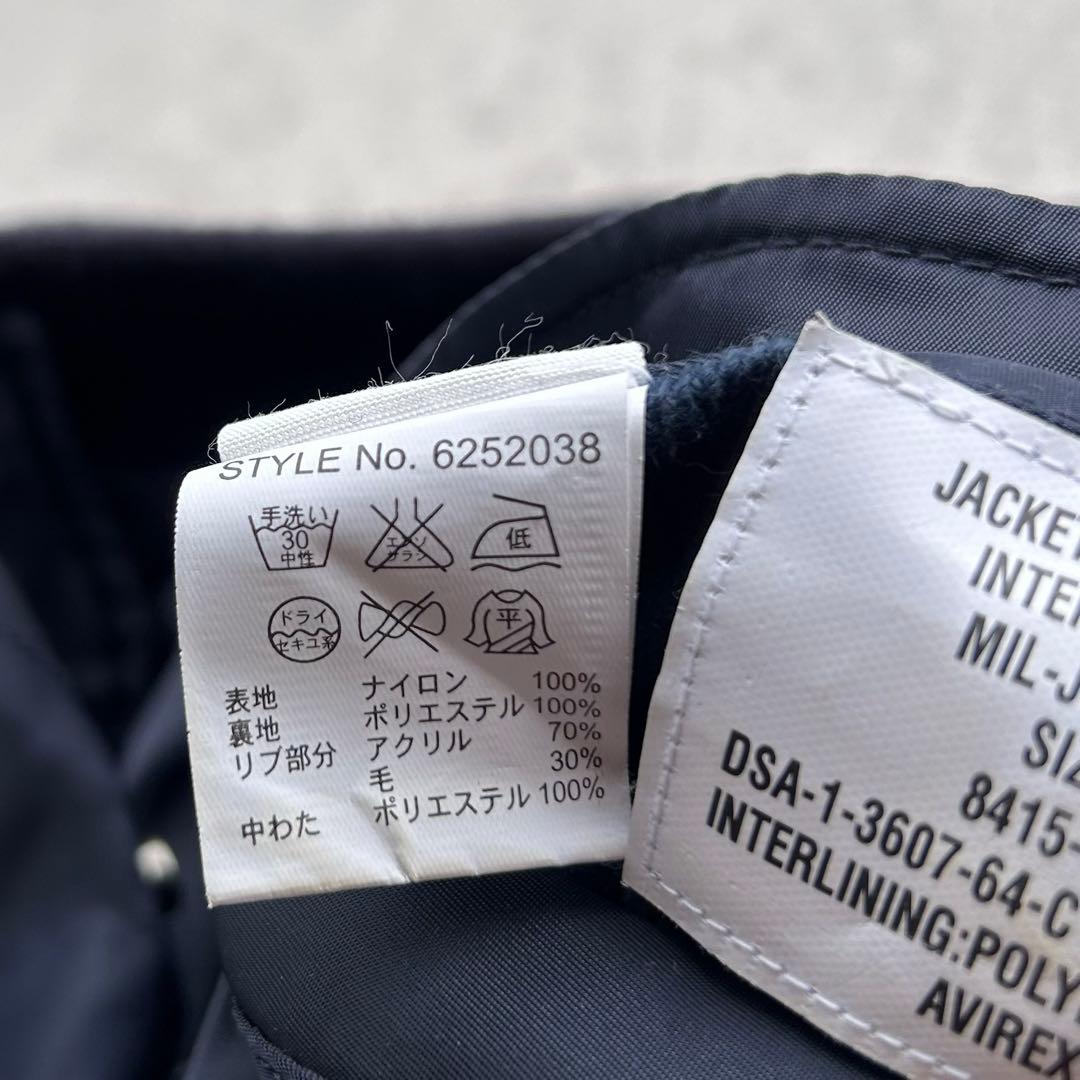 STYLE No. 6252038
手洗い
30
中性
エンソ
サラシ
低
ドライ
セキユ系
平
表地 ナイロン 100%
裏地 ポリエステル 100%
リブ部分 アクリル 70%
毛 30%
中わた ポリエステル 100%
JACKET
INTER
MIL-J
SIZ
8415-
DSA-1-3607-64-C
INTERLINING:POLY
AVIREX